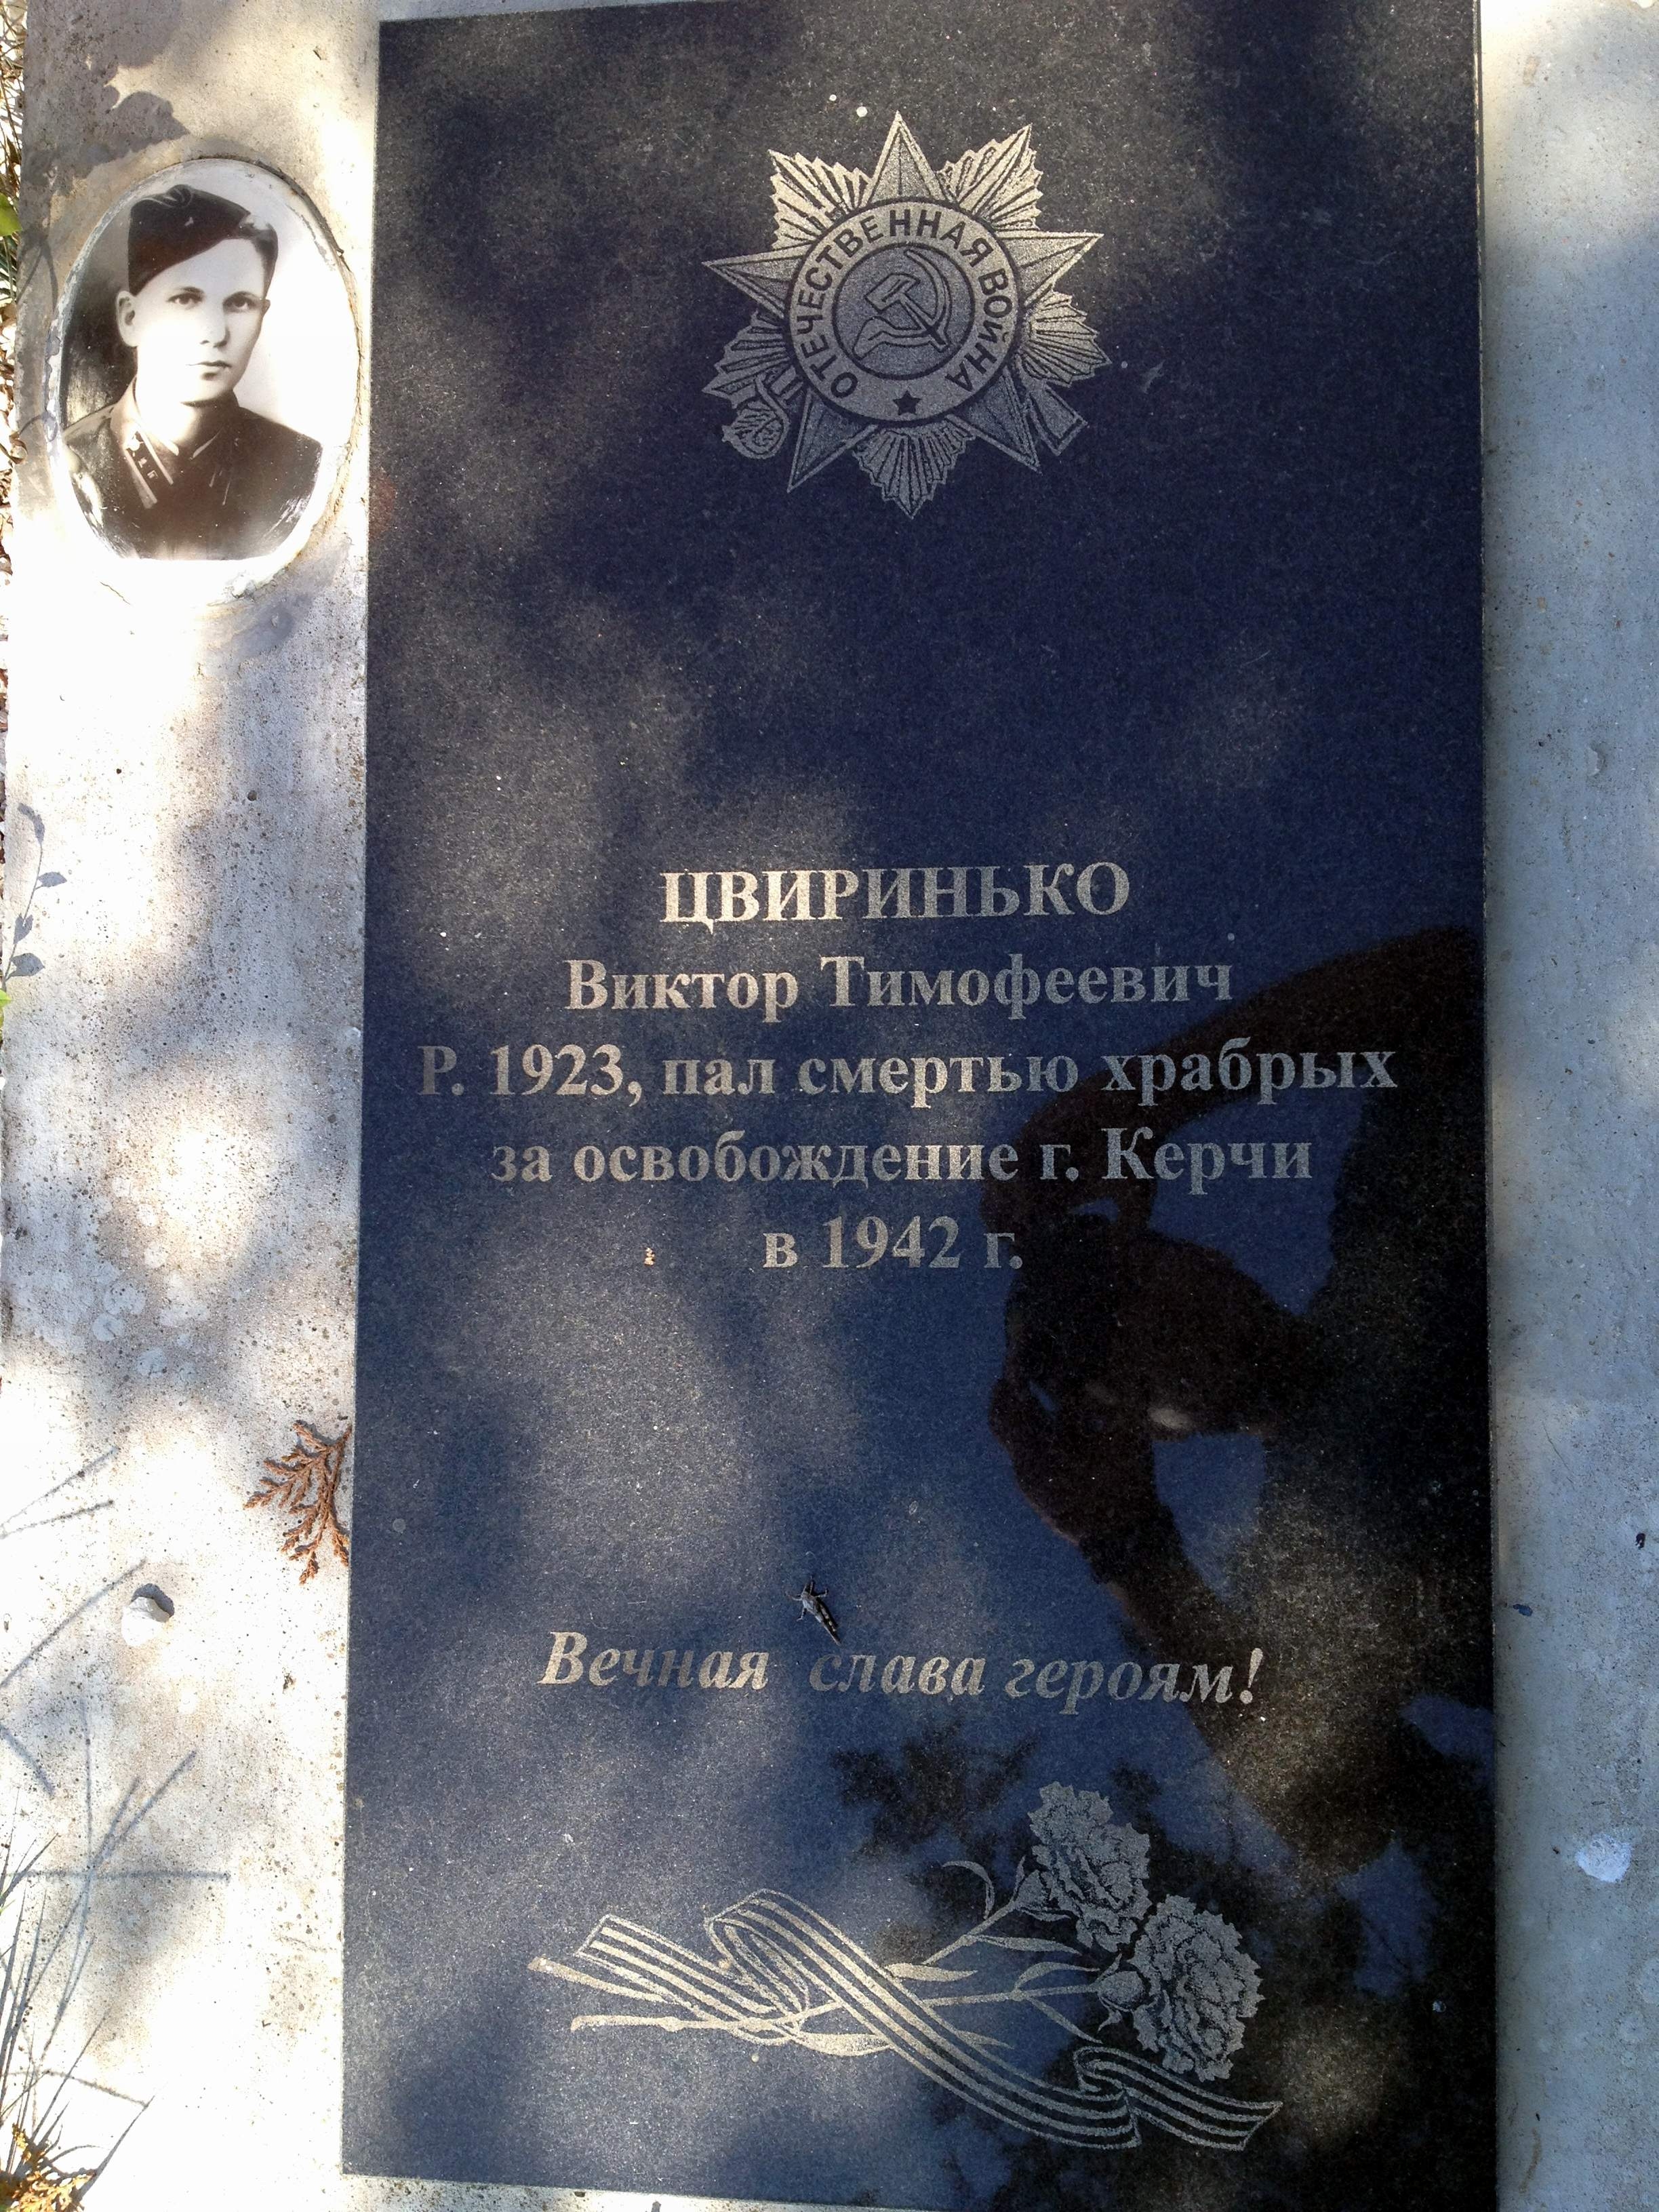 ОТЕЧЕСТВЕННАЯ ВОЙНА
ЦВИРИНЬКО
Виктор Тимофеевич
Р. 1923, пал смертью храбрых
за освобождение г. Керчи
в 1942 г.
Вечная слава героям!